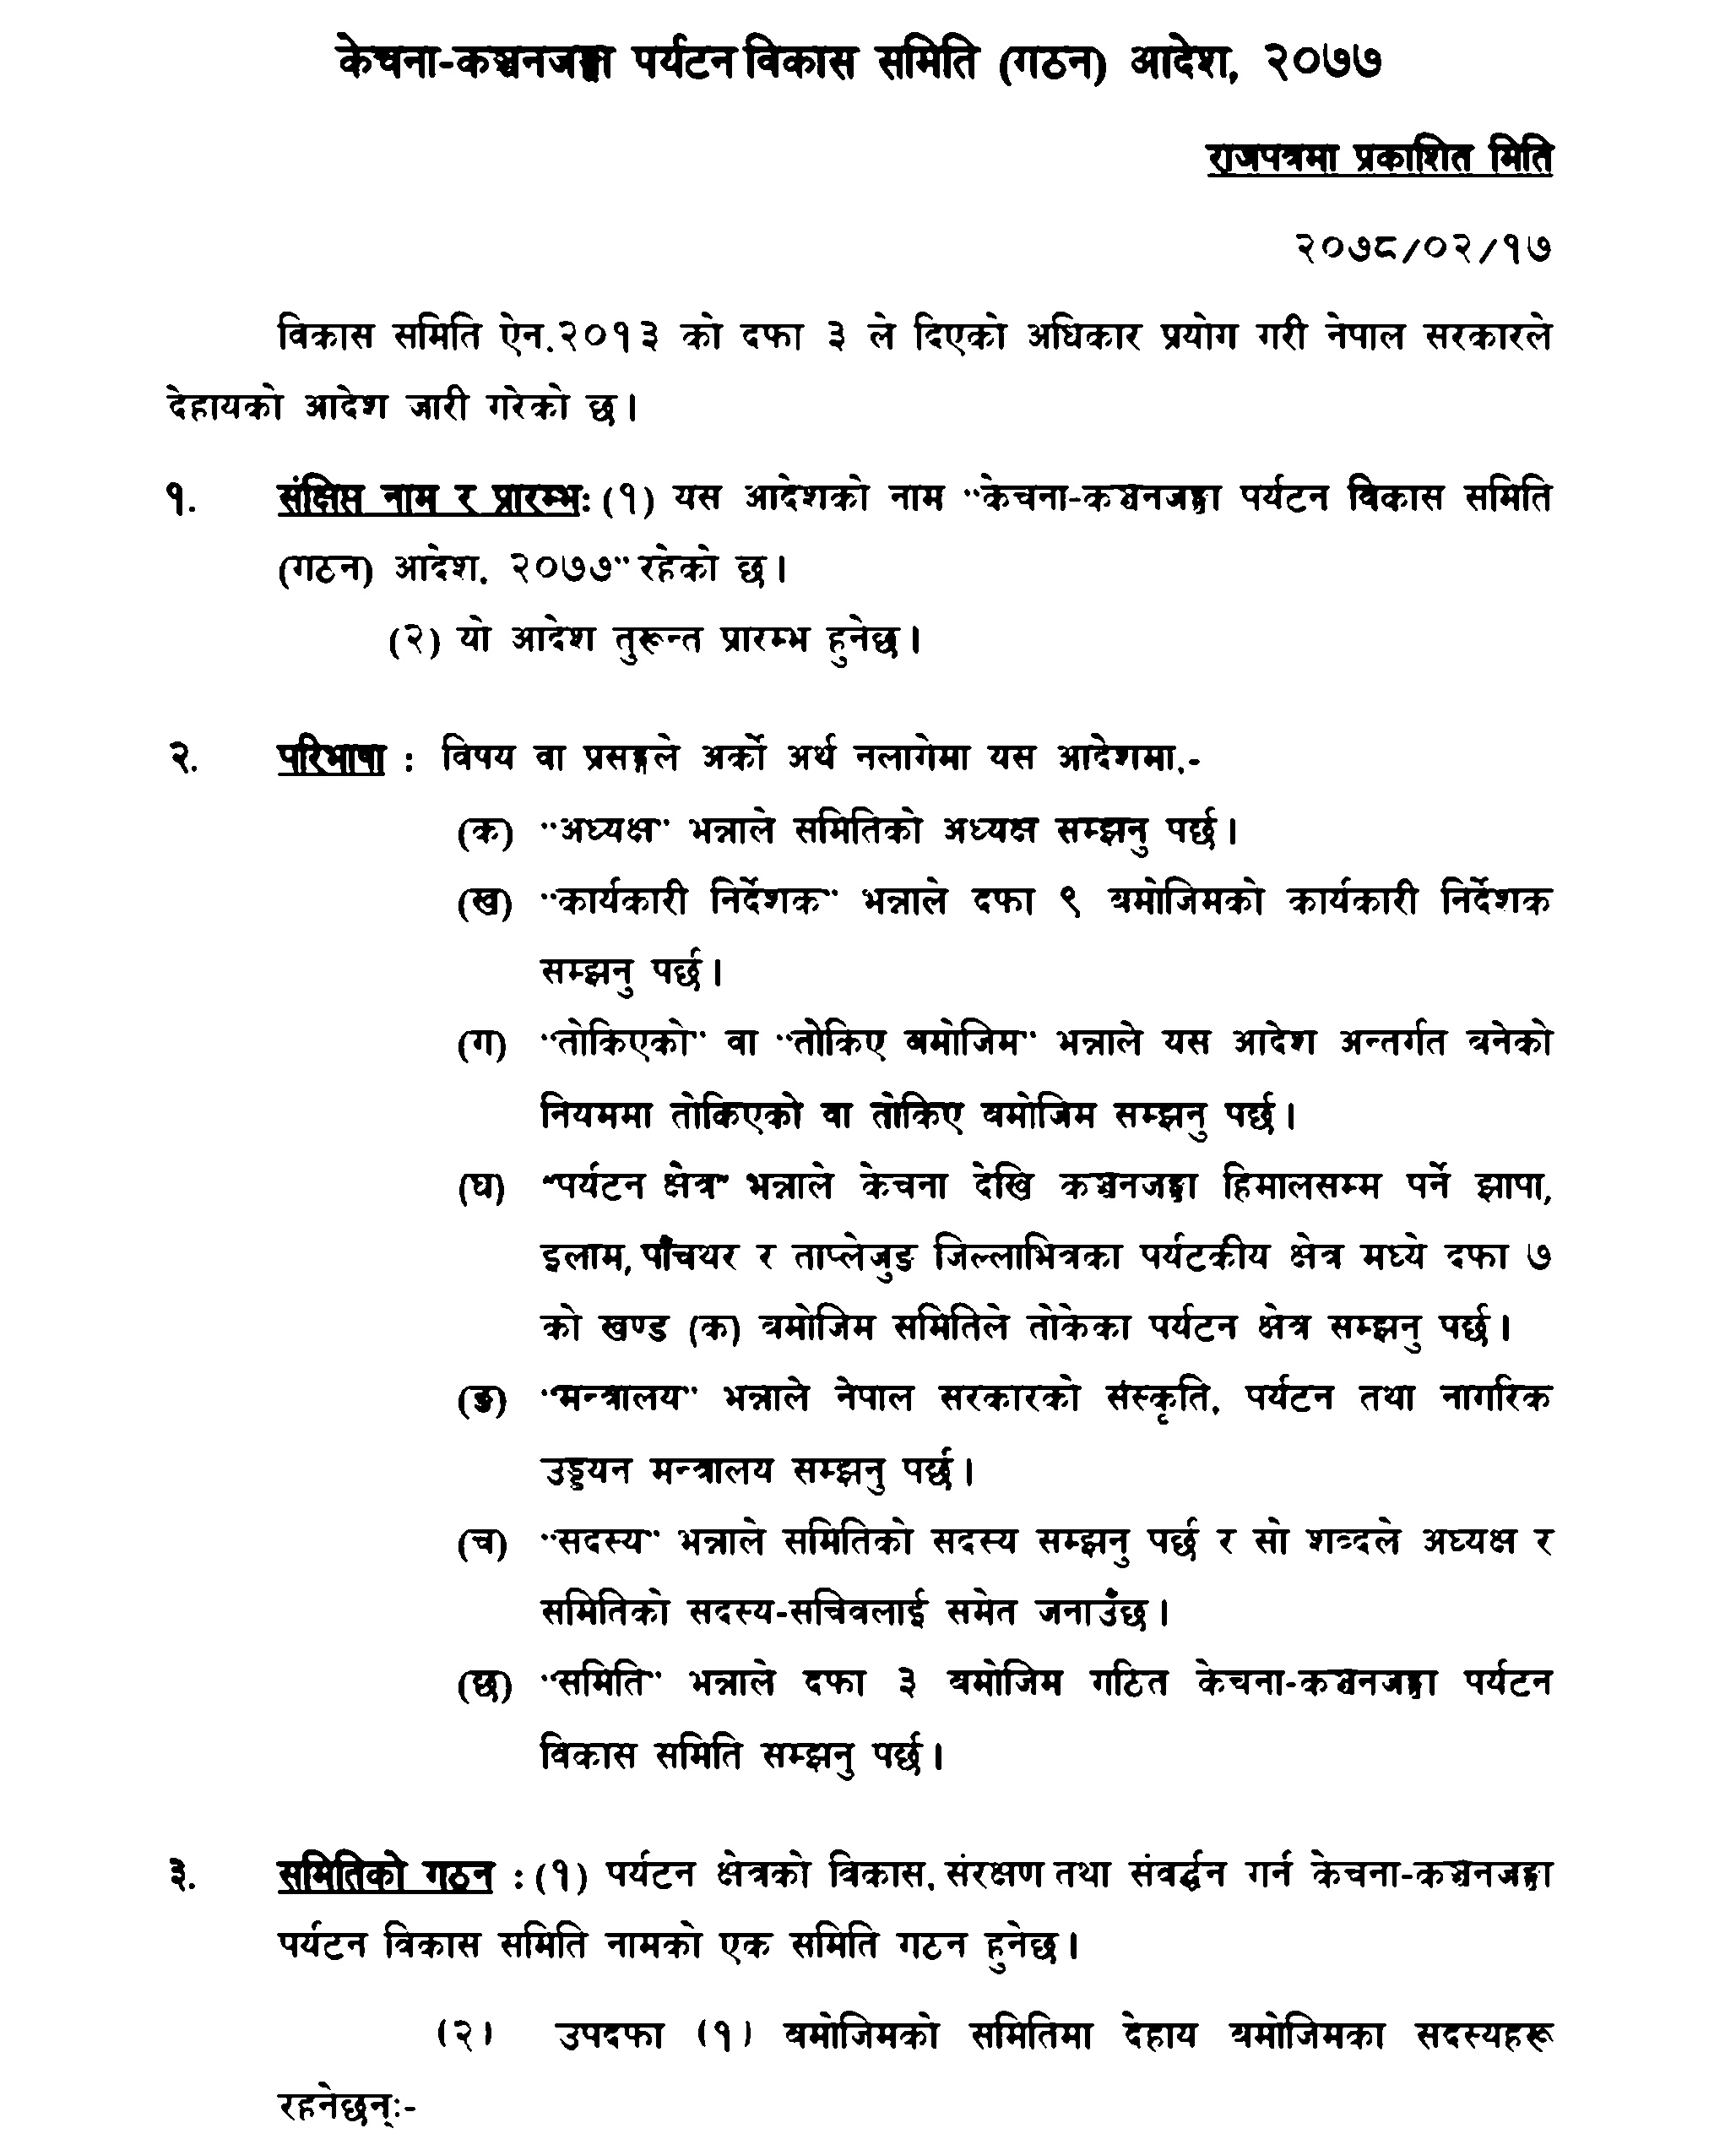 केचना-कञ्चनजङ्घा पर्यटन विकास समिति (गठन) आदेश, २०७७
राजपत्रमा प्रकाशित मिति
२०७८/०२/१७
विकास समिति ऐन,२०१३ को दफा ३ ले दिएको अधिकार प्रयोग गरी नेपाल सरकारले
देहायको आदेश जारी गरेको छ।
१. संक्षिप्त नाम र प्रारम्भः (१) यस आदेशको नाम "केचना-कञ्चनजङ्घा पर्यटन विकास समिति
(गठन) आदेश, २०७७" रहेको छ।
(२) यो आदेश तुरून्त प्रारम्भ हुनेछ।
२. परिभाषा : विषय वा प्रसङ्गले अर्को अर्थ नलागेमा यस आदेशमा,-
(क) "अध्यक्ष" भन्नाले समितिको अध्यक्ष सम्झनु पर्छ।
(ख) "कार्यकारी निर्देशक" भन्नाले दफा ९ बमोजिमको कार्यकारी निर्देशक
सम्झनु पर्छ।
(ग) "तोकिएको" वा "तोकिए बमोजिम" भन्नाले यस आदेश अन्तर्गत बनेको
नियममा तोकिएको वा तोकिए बमोजिम सम्झनु पर्छ।
(घ) "पर्यटन क्षेत्र" भन्नाले केचना देखि कञ्चनजङ्घा हिमालसम्म पर्ने झापा,
इलाम, पाँचथर र ताप्लेजुङ जिल्लाभित्रका पर्यटकीय क्षेत्र मध्ये दफा ७
को खण्ड (क) बमोजिम समितिले तोकेका पर्यटन क्षेत्र सम्झनु पर्छ।
(ङ) "मन्त्रालय" भन्नाले नेपाल सरकारको संस्कृति, पर्यटन तथा नागरिक
उड्डयन मन्त्रालय सम्झनु पर्छ।
(च) "सदस्य" भन्नाले समितिको सदस्य सम्झनु पर्छ र सो शब्दले अध्यक्ष र
समितिको सदस्य-सचिवलाई समेत जनाउँछ।
(छ) "समिति" भन्नाले दफा ३ बमोजिम गठित केचना-कञ्चनजङ्घा पर्यटन
विकास समिति सम्झनु पर्छ।
३. समितिको गठन : (१) पर्यटन क्षेत्रको विकास, संरक्षण तथा संवर्द्धन गर्न केचना-कञ्चनजङ्घा
पर्यटन विकास समिति नामको एक समिति गठन हुनेछ।
(२) उपदफा (१) बमोजिमको समितिमा देहाय बमोजिमका सदस्यहरू
रहनेछन्ः-